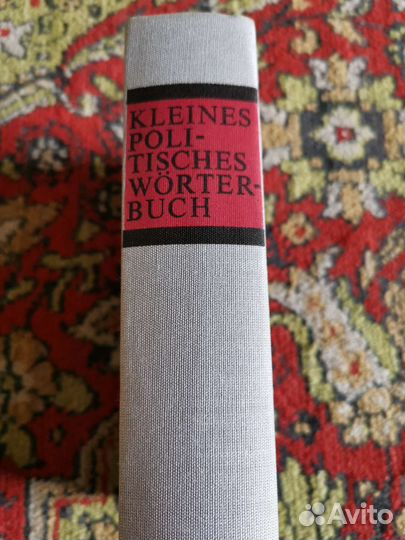 KLEINES
POLI-
TISCHES
WÖRTER-
BUCH
Avito